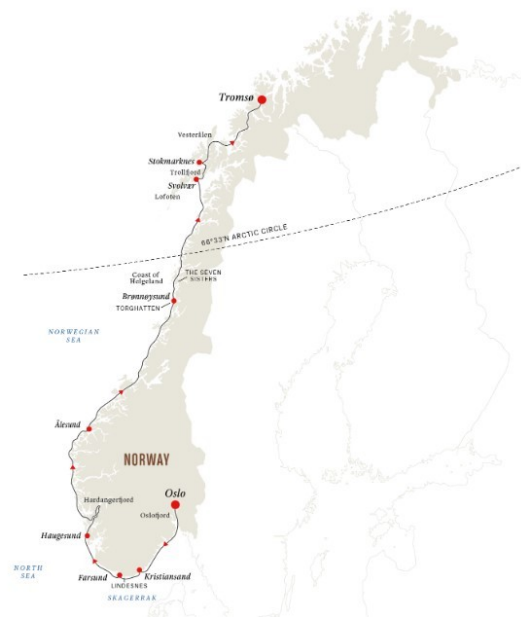 Tromsø
Vesterålen
Stokmarknes
Trollfjord
Svolvær
Lofoten
66°33'N ARCTIC CIRCLE
Coast of
Helgeland
THE SEVEN
SISTERS
Brønnøysund
TORGHATTEN
NORWEGIAN
SEA
Ålesund
NORWAY
Hardangerfjord
Oslo
Oslofjord
Haugesund
NORTH
SEA
Farsund
Kristiansand
LINDESNES
SKAGERRAK